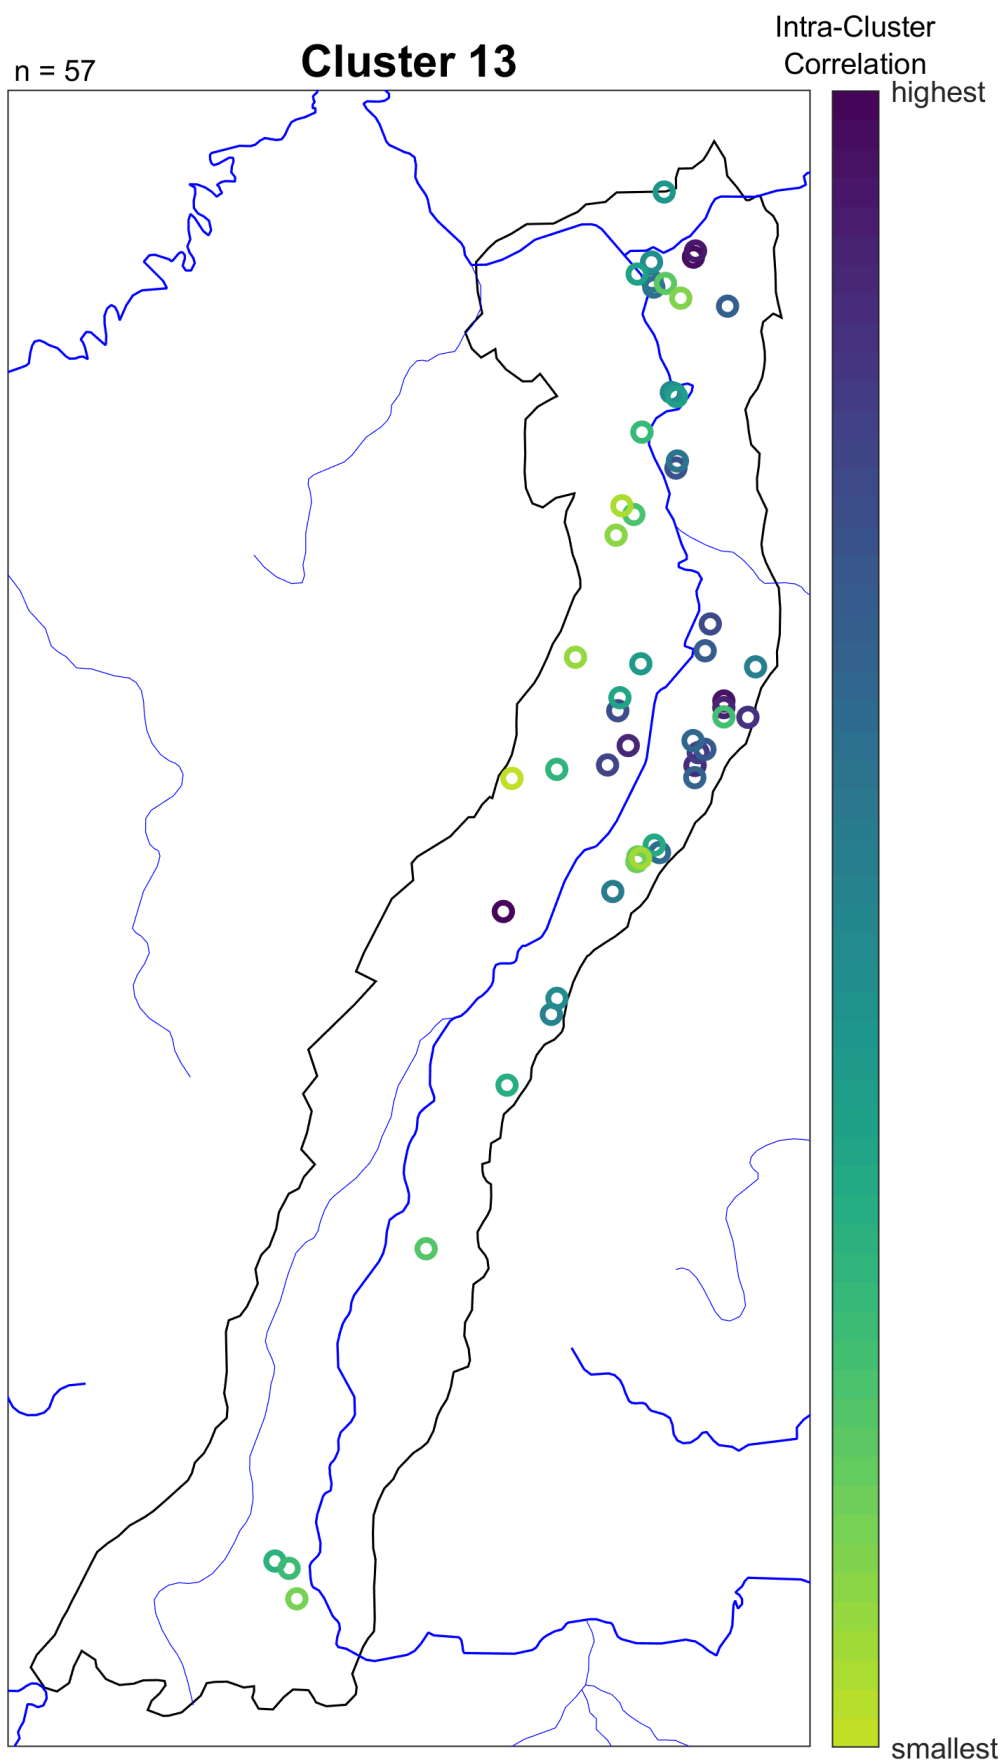 Intra-Cluster
Correlation
n = 57
Cluster 13
highest
smallest